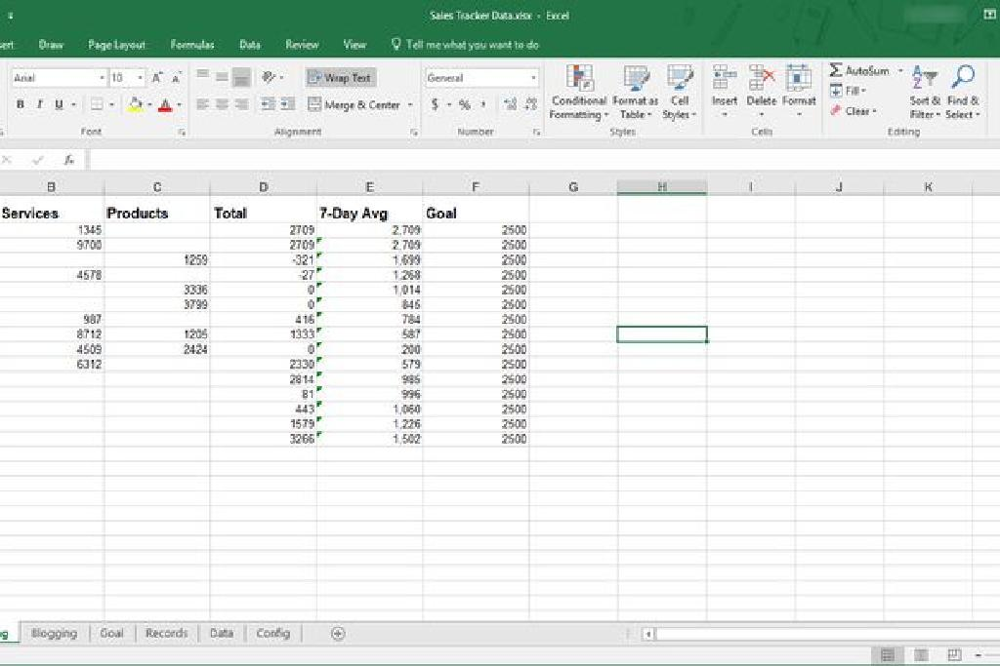 Sales Tracker Data.xlsx - Excel
ert Draw Page Layout Formulas Data Review View Tell me what you want to do
Arial 10 A A Wrap Text General Conditional Formatting Format as Table Cell Styles Insert Delete Format AutoSum Fill Clear Sort & Filter Find & Select
B I U A Merge & Center $ % ,
Font Alignment Number Styles Cells Editing
fx
B C D E F G H I J K
Services Products Total 7-Day Avg Goal
1345 2709 2,709 2500
9700 2709 2,709 2500
1259 -321 1,699 2500
4578 -27 1,268 2500
3336 0 1,014 2500
3799 0 845 2500
987 416 784 2500
8712 1205 1333 587 2500
4509 2424 0 200 2500
6312 2330 579 2500
2814 985 2500
81 996 2500
443 1,060 2500
1579 1,226 2500
3266 1,502 2500
Blogging Goal Records Data Config